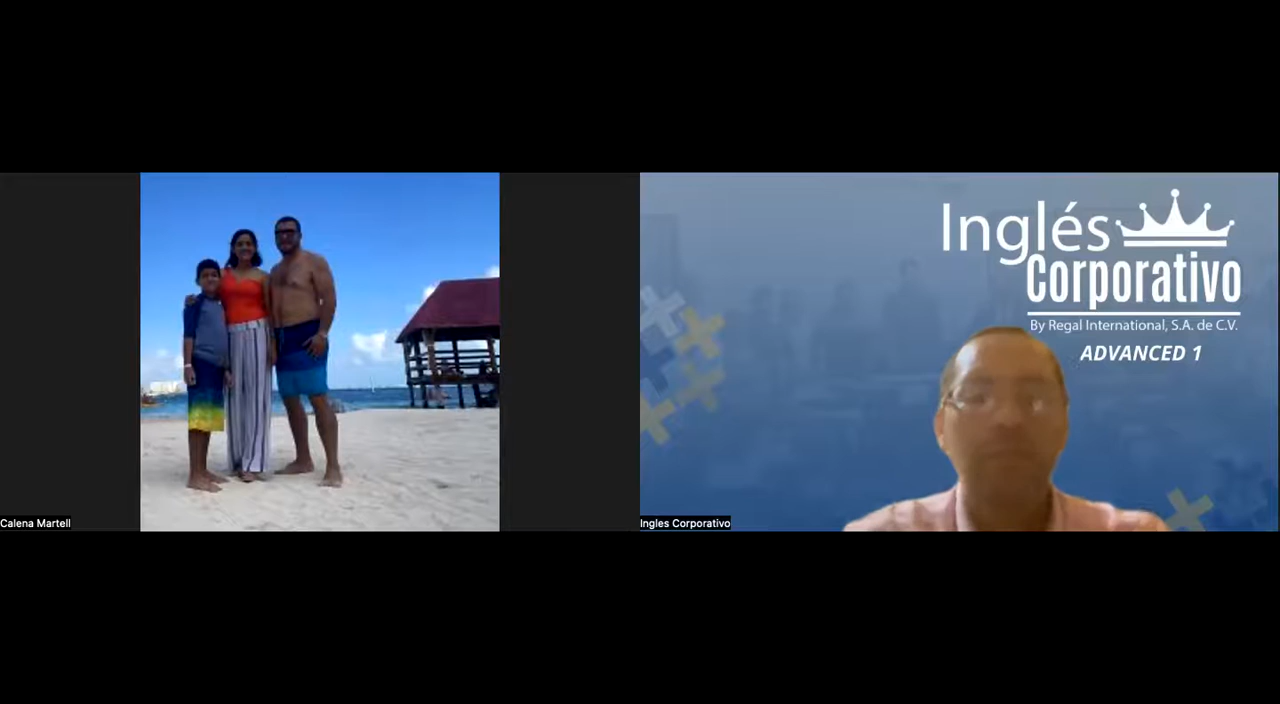 Inglés
Corporativo
By Regal International, S.A. de C.V.
ADVANCED 1
Calena Martell
Ingles Corporativo